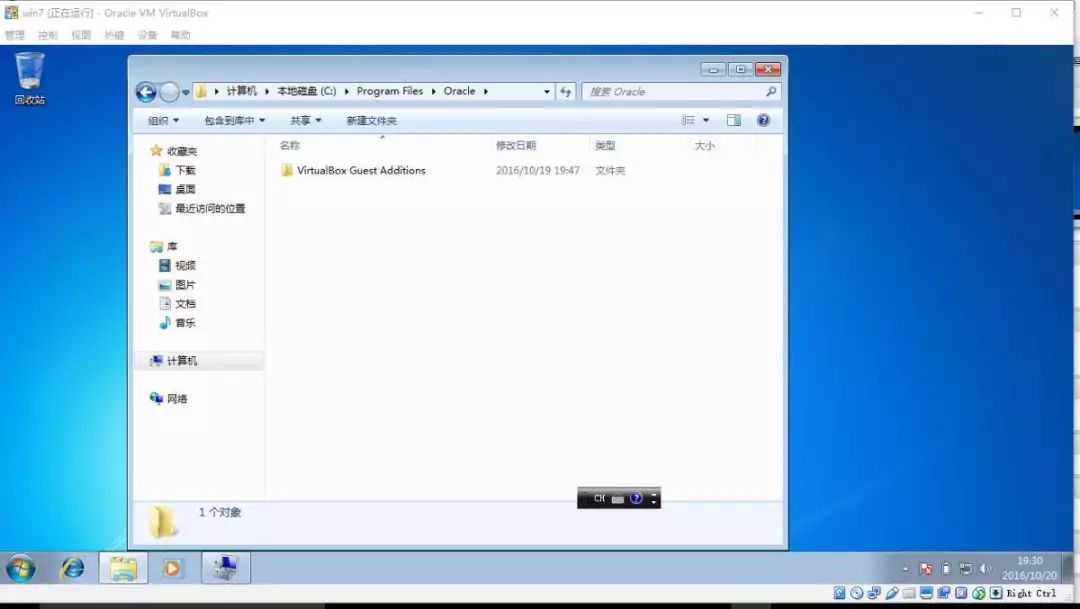 win7 [正在运行] - Oracle VM VirtualBox
管理 控制 视图 热键 设备 帮助
回收站
计算机 本地磁盘 (C:) Program Files Oracle
搜索 Oracle
组织 包含到库中 共享 新建文件夹
名称 修改日期 类型 大小
VirtualBox Guest Additions 2016/10/19 19:47 文件夹
收藏夹
下载
桌面
最近访问的位置
库
视频
图片
文档
音乐
计算机
网络
CH
1 个对象
19:30
2016/10/20
Right Ctrl